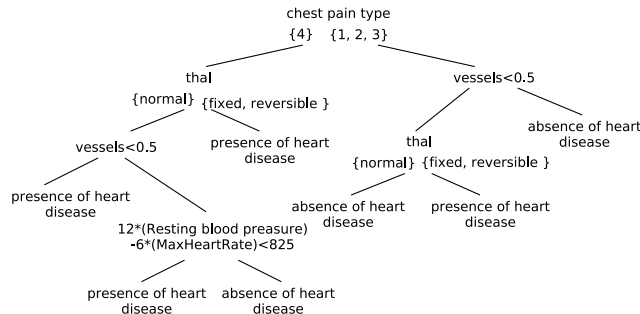 chest pain type
{4} {1, 2, 3}
thal
{normal} {fixed, reversible }
vessels<0.5
vessels<0.5
presence of heart
disease
absence of heart
disease
thal
{normal} {fixed, reversible }
presence of heart
disease
12*(Resting blood preasure)
-6*(MaxHeartRate)<825
absence of heart
disease
presence of heart
disease
presence of heart
disease
absence of heart
disease